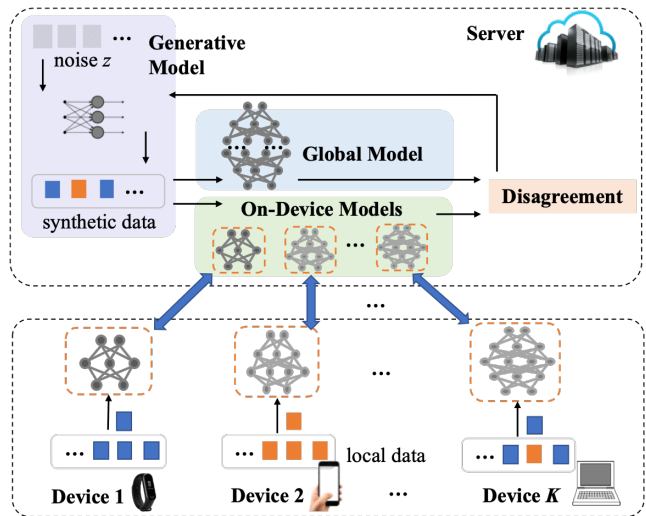 Generative
Model
Server
noise z
...
Global Model
... ...
synthetic data
...
On-Device Models
...
Disagreement
...
...
...
...
...
local data
Device 1
Device 2
...
Device K